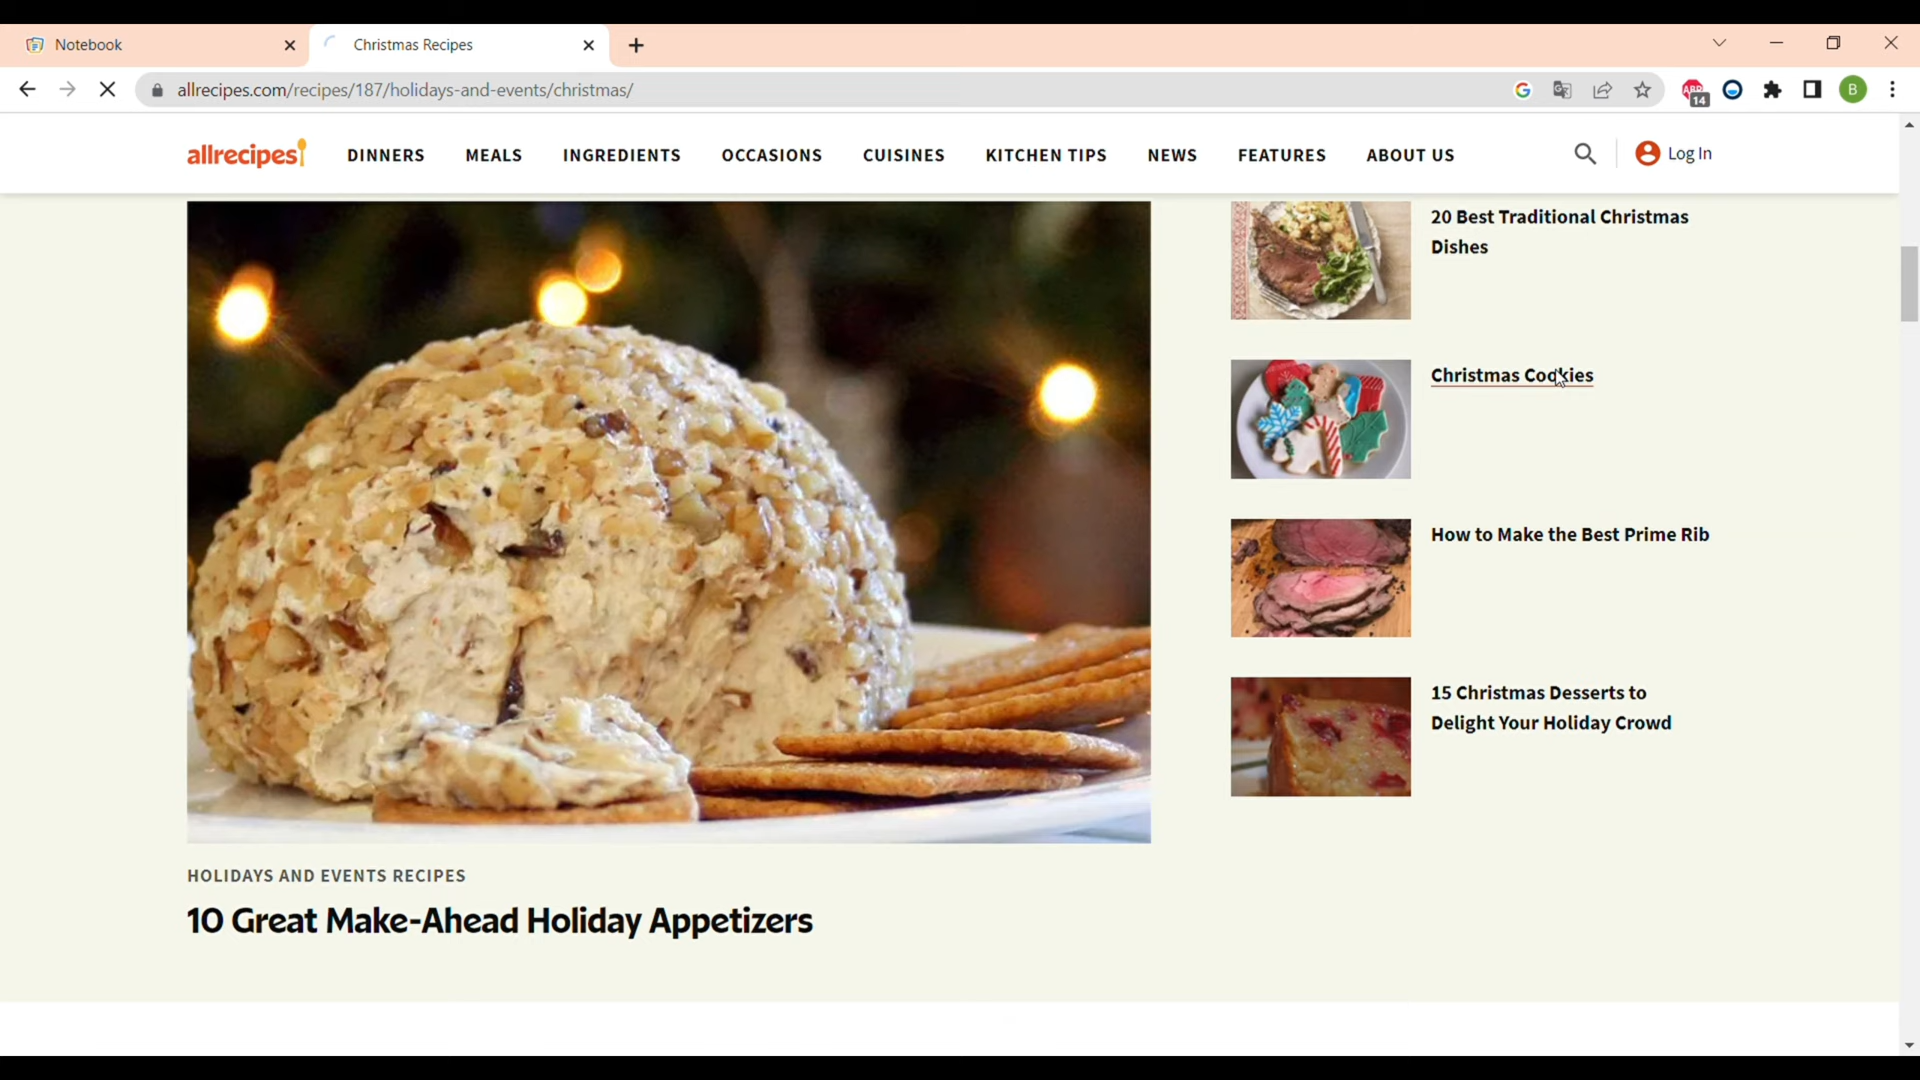 Notebook
Christmas Recipes
allrecipes.com/recipes/187/holidays-and-events/christmas/
14
B
allrecipes
DINNERS MEALS INGREDIENTS OCCASIONS CUISINES KITCHEN TIPS NEWS FEATURES ABOUT US
Log In
20 Best Traditional Christmas
Dishes
Christmas Cookies
How to Make the Best Prime Rib
15 Christmas Desserts to
Delight Your Holiday Crowd
HOLIDAYS AND EVENTS RECIPES
10 Great Make-Ahead Holiday Appetizers